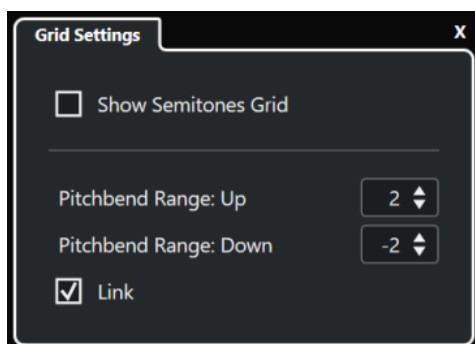 Grid Settings X
Show Semitones Grid
Pitchbend Range: Up 2
Pitchbend Range: Down -2
Link